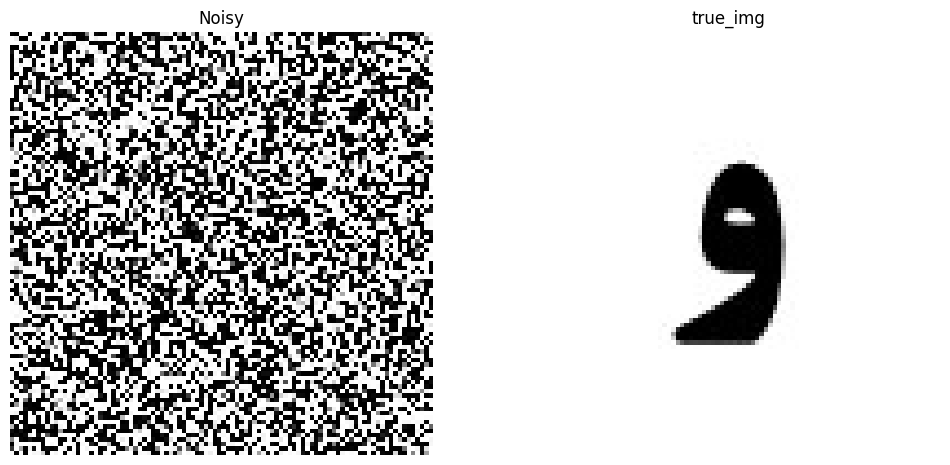 Noisy true_img
و